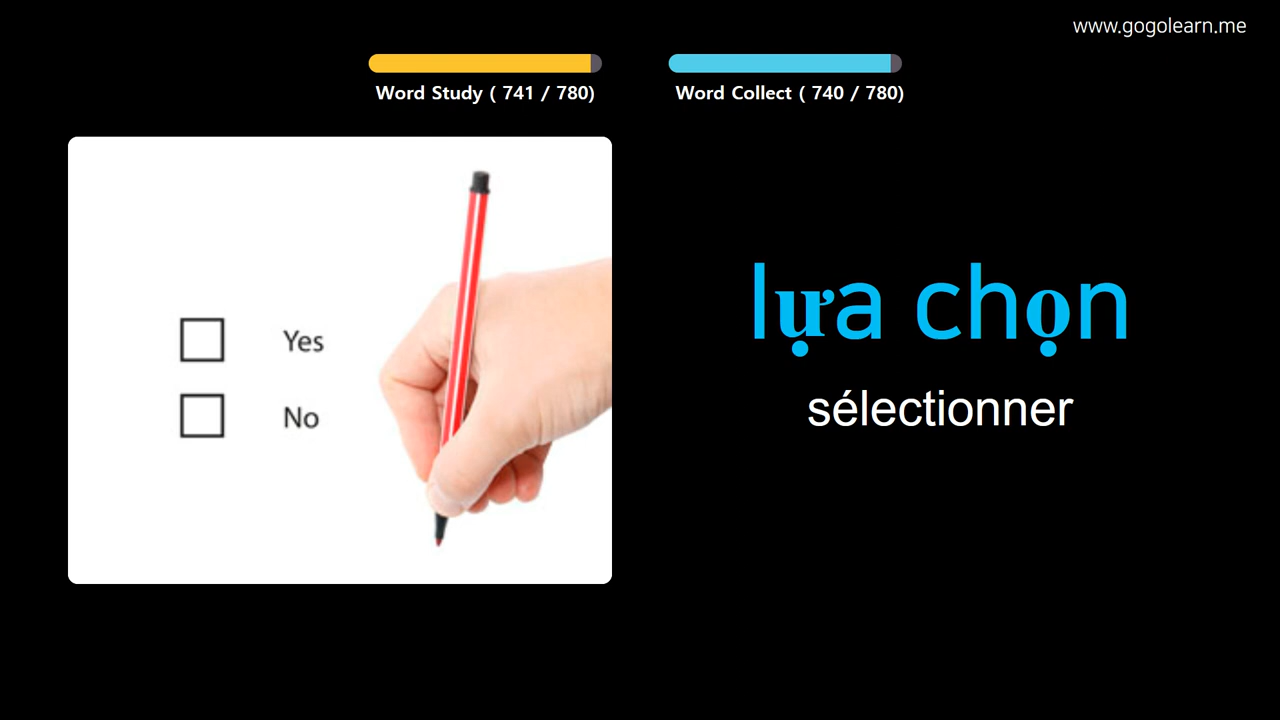 www.gogolearn.me
Word Study ( 741 / 780)
Word Collect ( 740 / 780)
Yes
No
lựa chọn
sélectionner